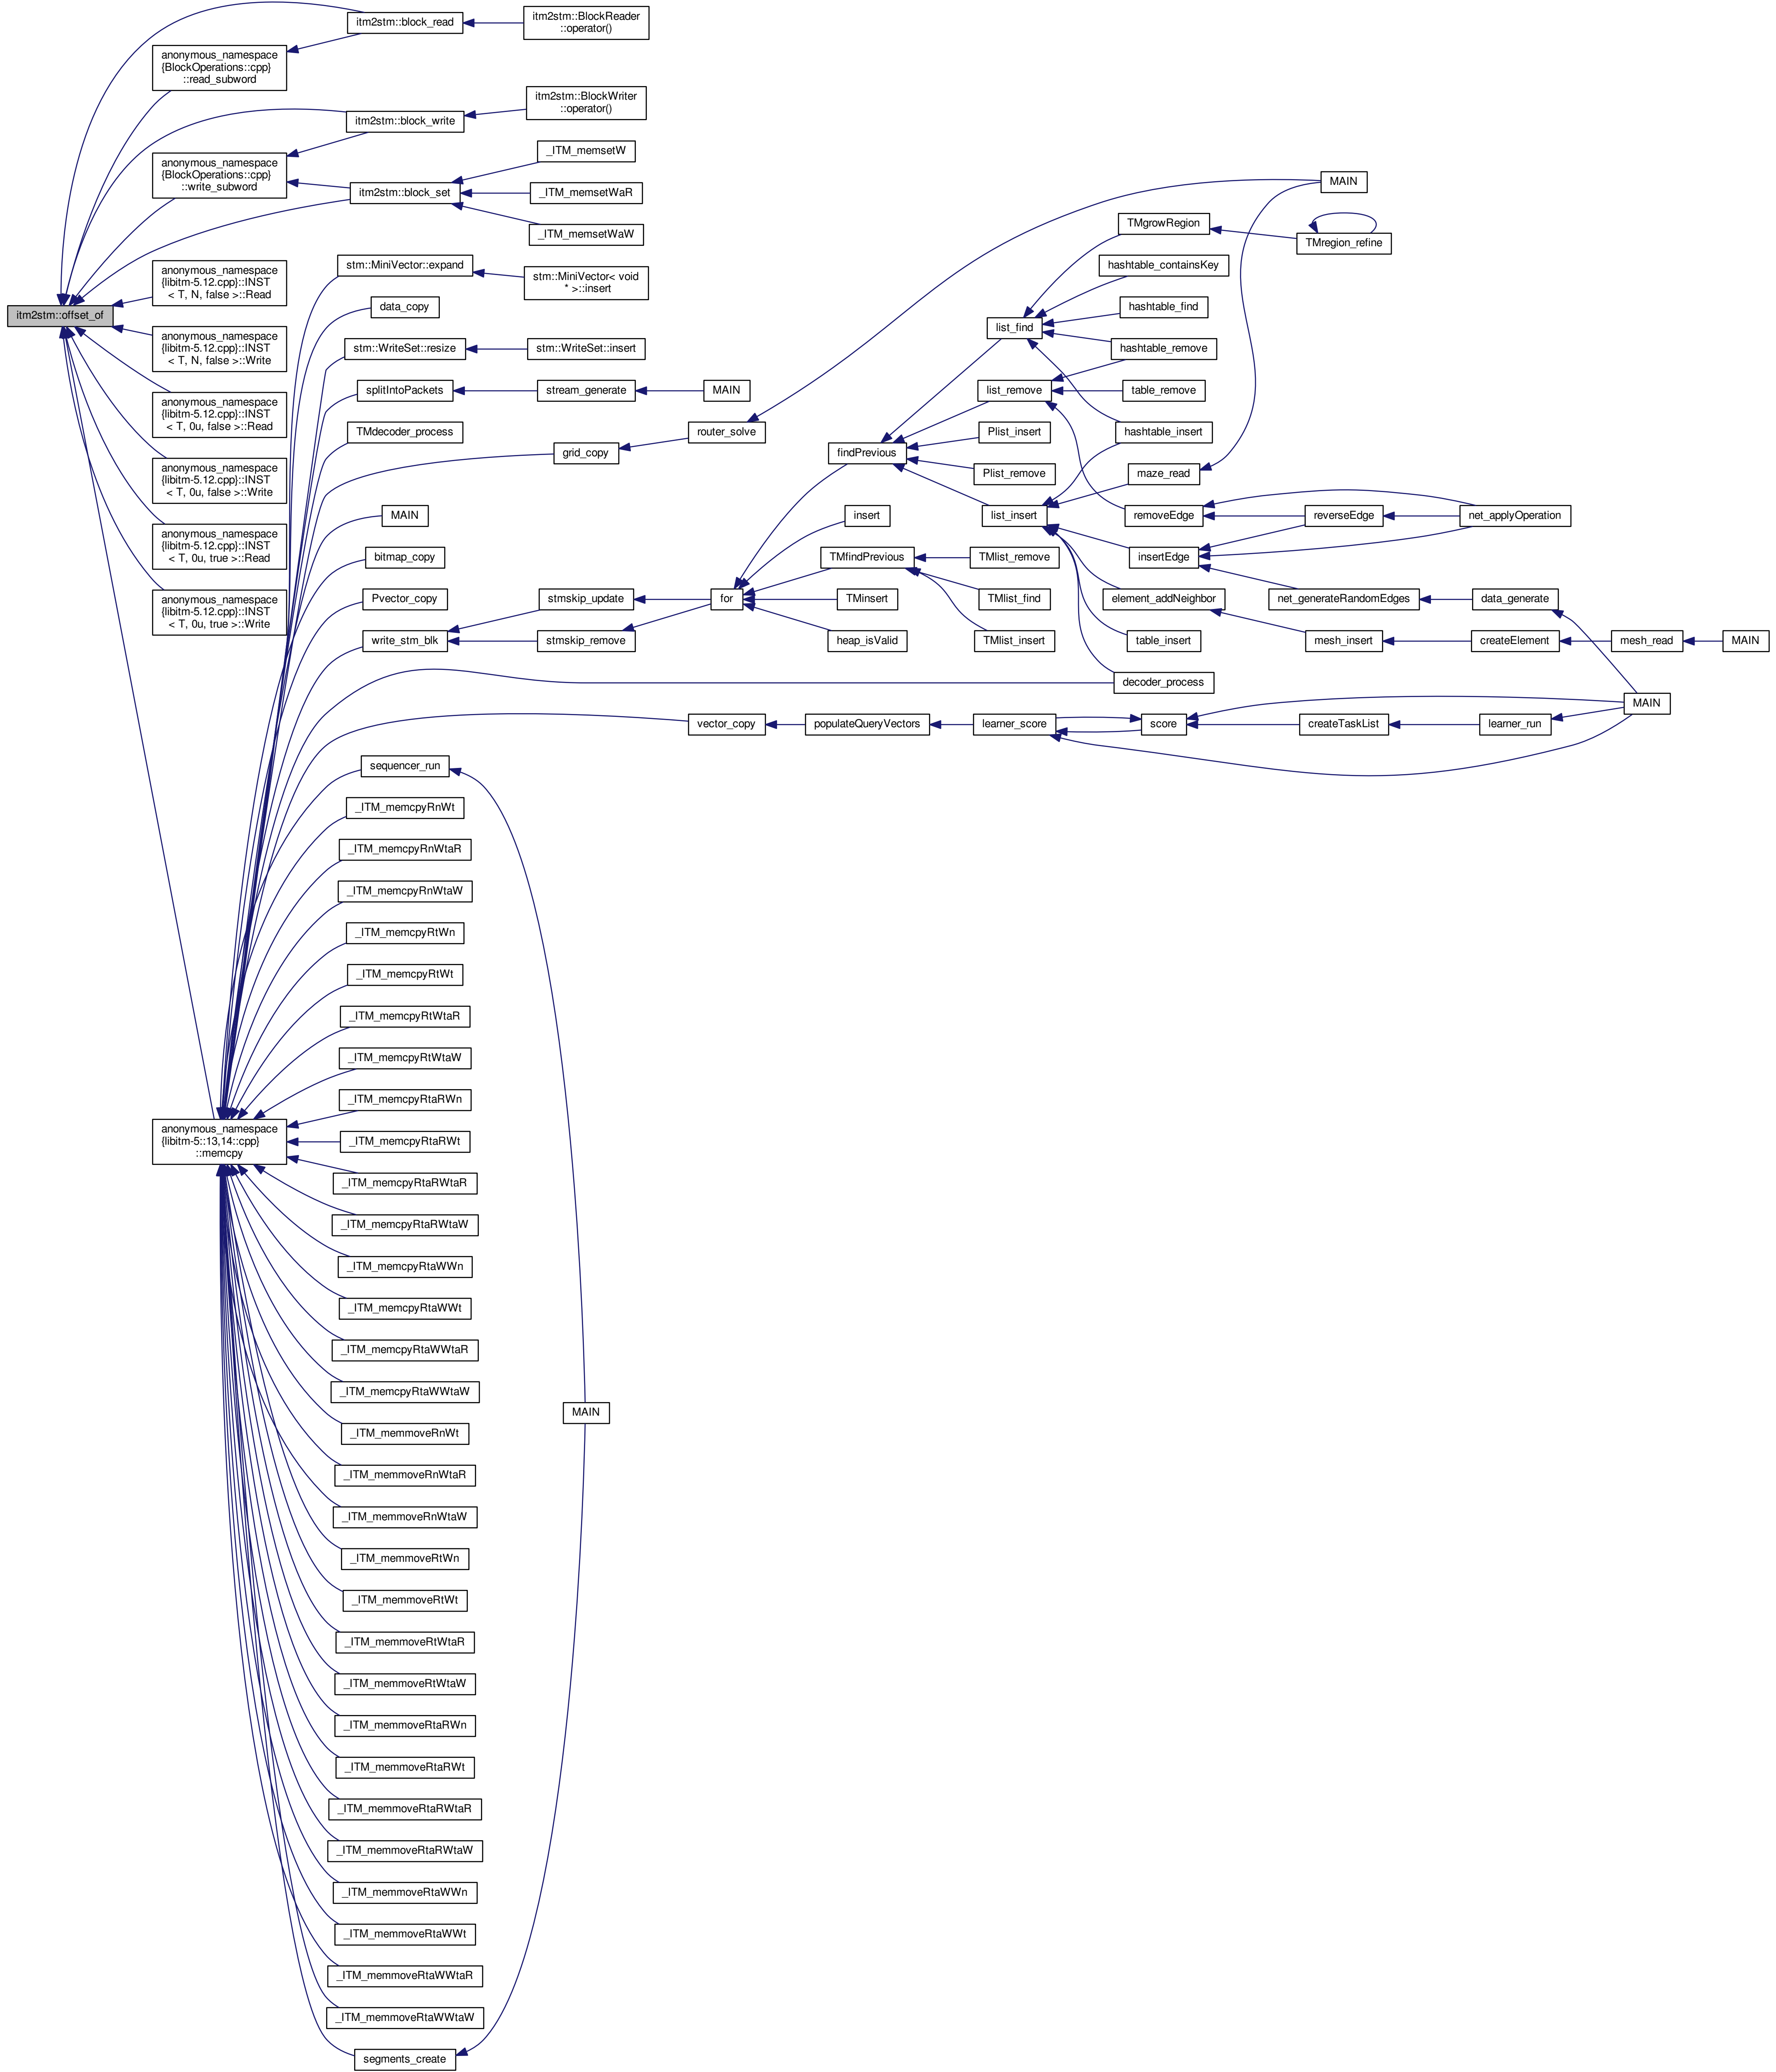 itm2stm::offset_of
itm2stm::block_read
itm2stm::BlockReader
::operator()
anonymous_namespace
{BlockOperations::cpp}
::read_subword
itm2stm::block_write
itm2stm::BlockWriter
::operator()
anonymous_namespace
{BlockOperations::cpp}
::write_subword
itm2stm::block_set
_ITM_memsetW
_ITM_memsetWaR
_ITM_memsetWaW
anonymous_namespace
{libitm-5.12.cpp}::INST
< T, N, false >::Read
anonymous_namespace
{libitm-5.12.cpp}::INST
< T, N, false >::Write
anonymous_namespace
{libitm-5.12.cpp}::INST
< T, 0u, false >::Read
anonymous_namespace
{libitm-5.12.cpp}::INST
< T, 0u, false >::Write
anonymous_namespace
{libitm-5.12.cpp}::INST
< T, 0u, true >::Read
anonymous_namespace
{libitm-5.12.cpp}::INST
< T, 0u, true >::Write
anonymous_namespace
{libitm-5::13,14::cpp}
::memcpy
stm::MiniVector::expand
stm::MiniVector< void
* >::insert
data_copy
stm::WriteSet::resize
stm::WriteSet::insert
splitIntoPackets
stream_generate
MAIN
TMdecoder_process
grid_copy
router_solve
MAIN
MAIN
bitmap_copy
Pvector_copy
write_stm_blk
stmskip_update
stmskip_remove
for
findPrevious
insert
TMfindPrevious
TMinsert
heap_isValid
list_find
list_remove
Plist_insert
Plist_remove
list_insert
TMlist_remove
TMlist_find
TMlist_insert
TMgrowRegion
TMregion_refine
hashtable_containsKey
hashtable_find
hashtable_remove
table_remove
hashtable_insert
maze_read
removeEdge
reverseEdge
net_applyOperation
insertEdge
element_addNeighbor
net_generateRandomEdges
data_generate
table_insert
mesh_insert
createElement
mesh_read
MAIN
decoder_process
vector_copy
populateQueryVectors
learner_score
score
createTaskList
learner_run
MAIN
sequencer_run
_ITM_memcpyRnWt
_ITM_memcpyRnWtaR
_ITM_memcpyRnWtaW
_ITM_memcpyRtWn
_ITM_memcpyRtWt
_ITM_memcpyRtWtaR
_ITM_memcpyRtWtaW
_ITM_memcpyRtaRWn
_ITM_memcpyRtaRWt
_ITM_memcpyRtaRWtaR
_ITM_memcpyRtaRWtaW
_ITM_memcpyRtaWWn
_ITM_memcpyRtaWWt
_ITM_memcpyRtaWWtaR
_ITM_memcpyRtaWWtaW
MAIN
_ITM_memmoveRnWt
_ITM_memmoveRnWtaR
_ITM_memmoveRnWtaW
_ITM_memmoveRtWn
_ITM_memmoveRtWt
_ITM_memmoveRtWtaR
_ITM_memmoveRtWtaW
_ITM_memmoveRtaRWn
_ITM_memmoveRtaRWt
_ITM_memmoveRtaRWtaR
_ITM_memmoveRtaRWtaW
_ITM_memmoveRtaWWn
_ITM_memmoveRtaWWt
_ITM_memmoveRtaWWtaR
_ITM_memmoveRtaWWtaW
segments_create